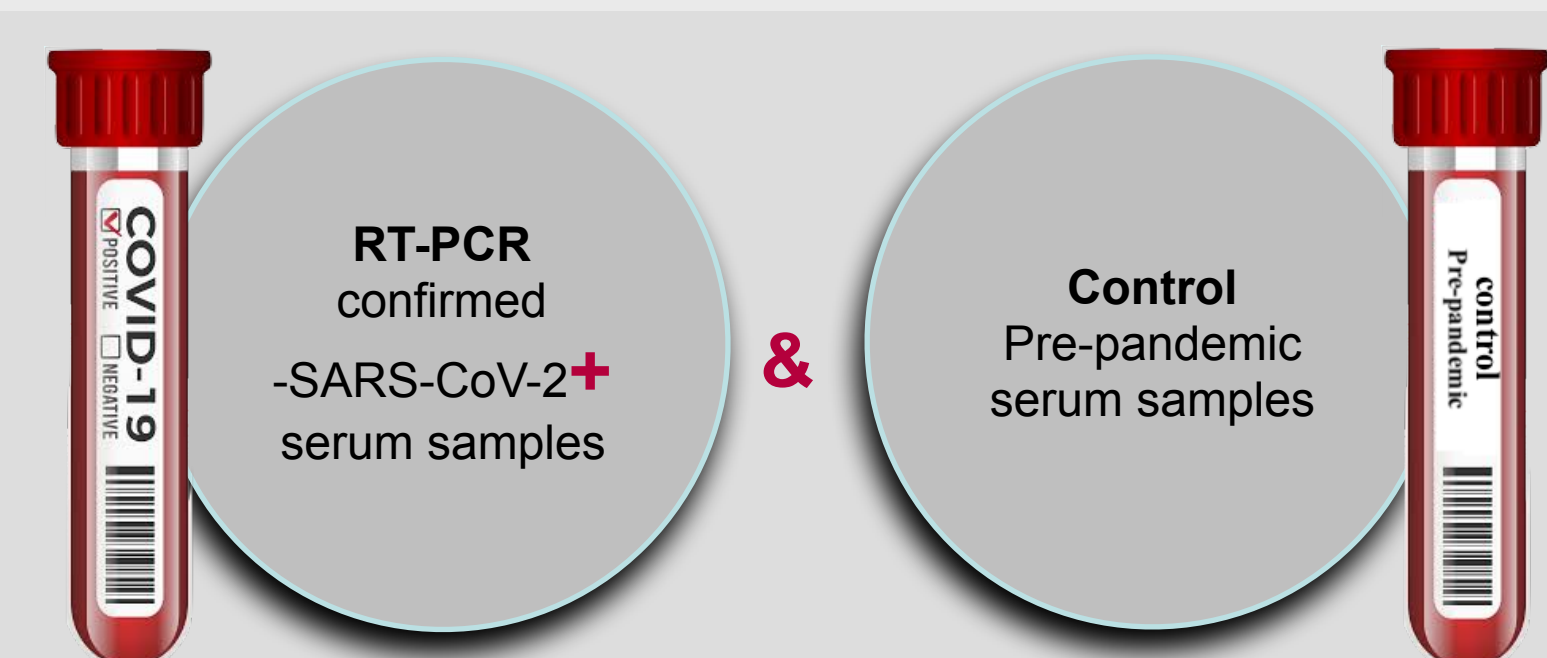 COVID-19
POSITIVE NEGATIVE
RT-PCR
confirmed
-SARS-CoV-2+
serum samples
&
Control
Pre-pandemic
serum samples
control
Pre-pandemic